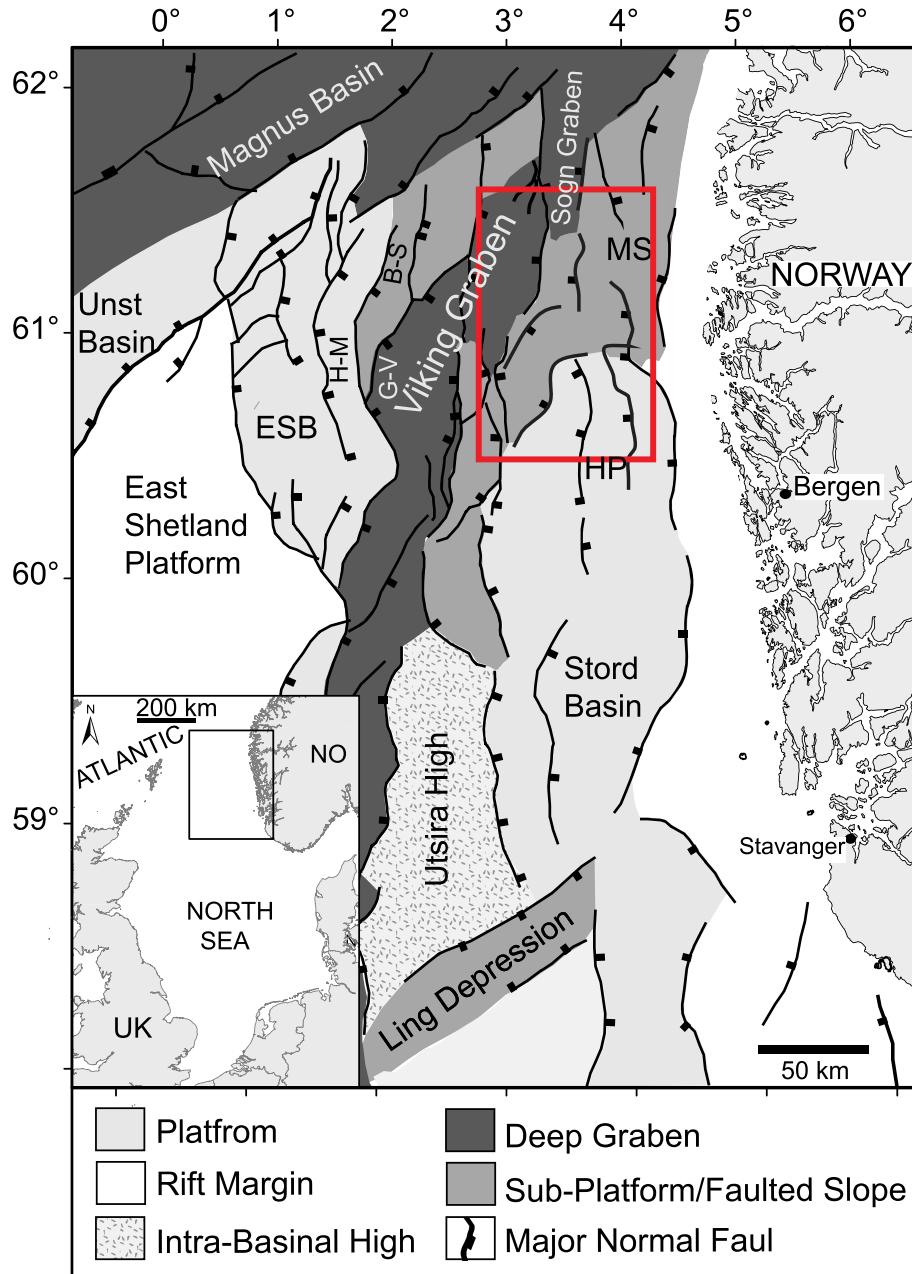 0° 1° 2° 3° 4° 5° 6°
62°
Magnus Basin
Sogn Graben
MS
B-S
NORWAY
Unst
Basin
61°
Viking Graben
H-M
G-V
ESB
HP
Bergen
East
Shetland
Platform
60°
Stord
Basin
N
200 km
ATLANTIC
NO
Utsira High
59°
Stavanger
NORTH
SEA
Ling Depression
UK
50 km
Platfrom
Deep Graben
Rift Margin
Sub-Platform/Faulted Slope
Intra-Basinal High
Major Normal Faul